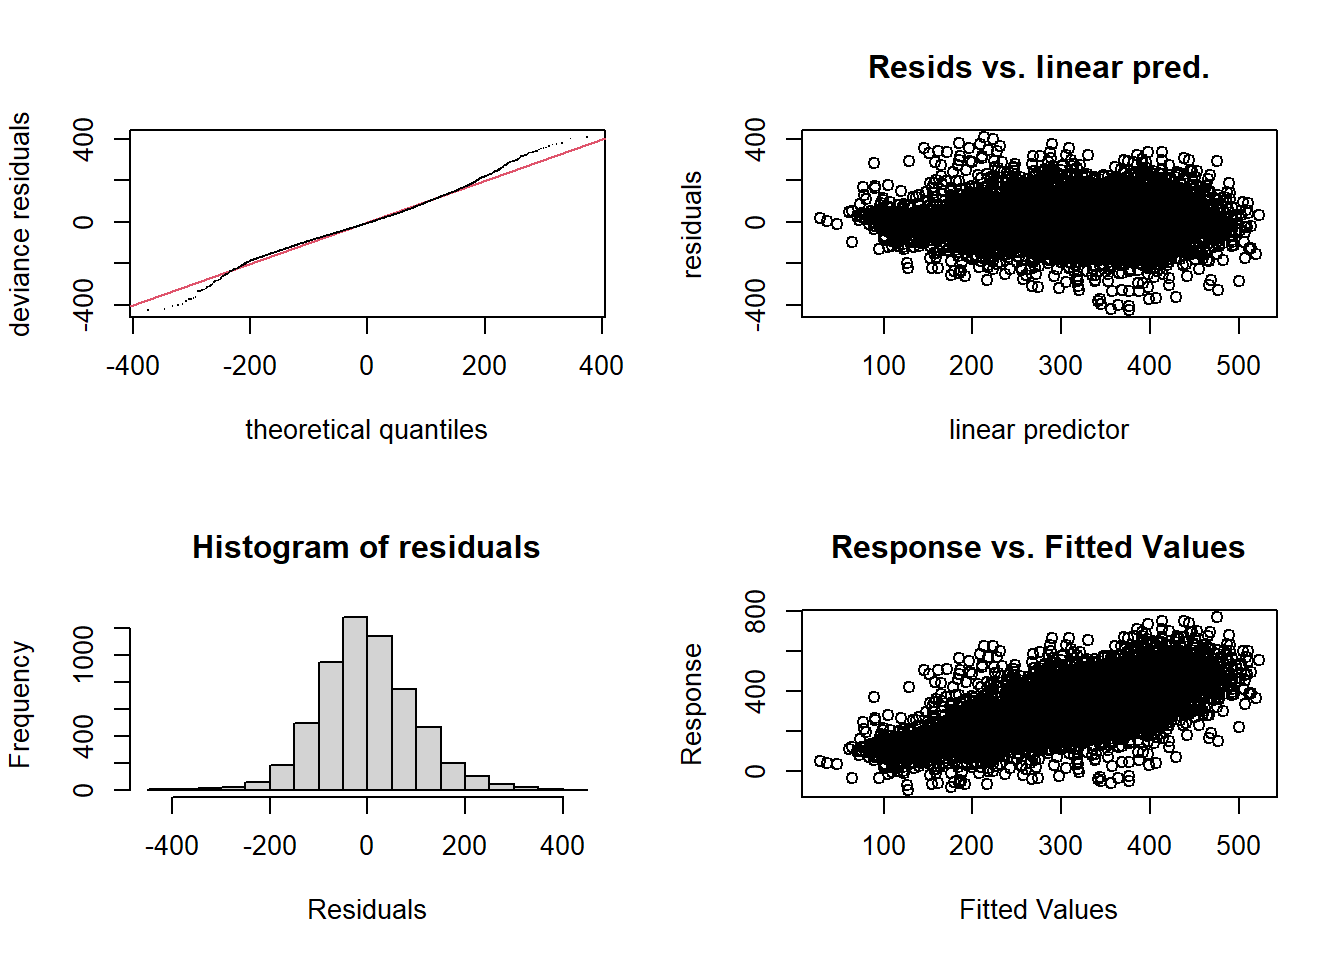 deviance residuals
400
0
-400
-400 -200 0 200 400
theoretical quantiles
Resids vs. linear pred.
residuals
400
0
-400
100 200 300 400 500
linear predictor
Histogram of residuals
Frequency
1000
400
0
-400 -200 0 200 400
Residuals
Response vs. Fitted Values
Response
800
400
0
100 200 300 400 500
Fitted Values